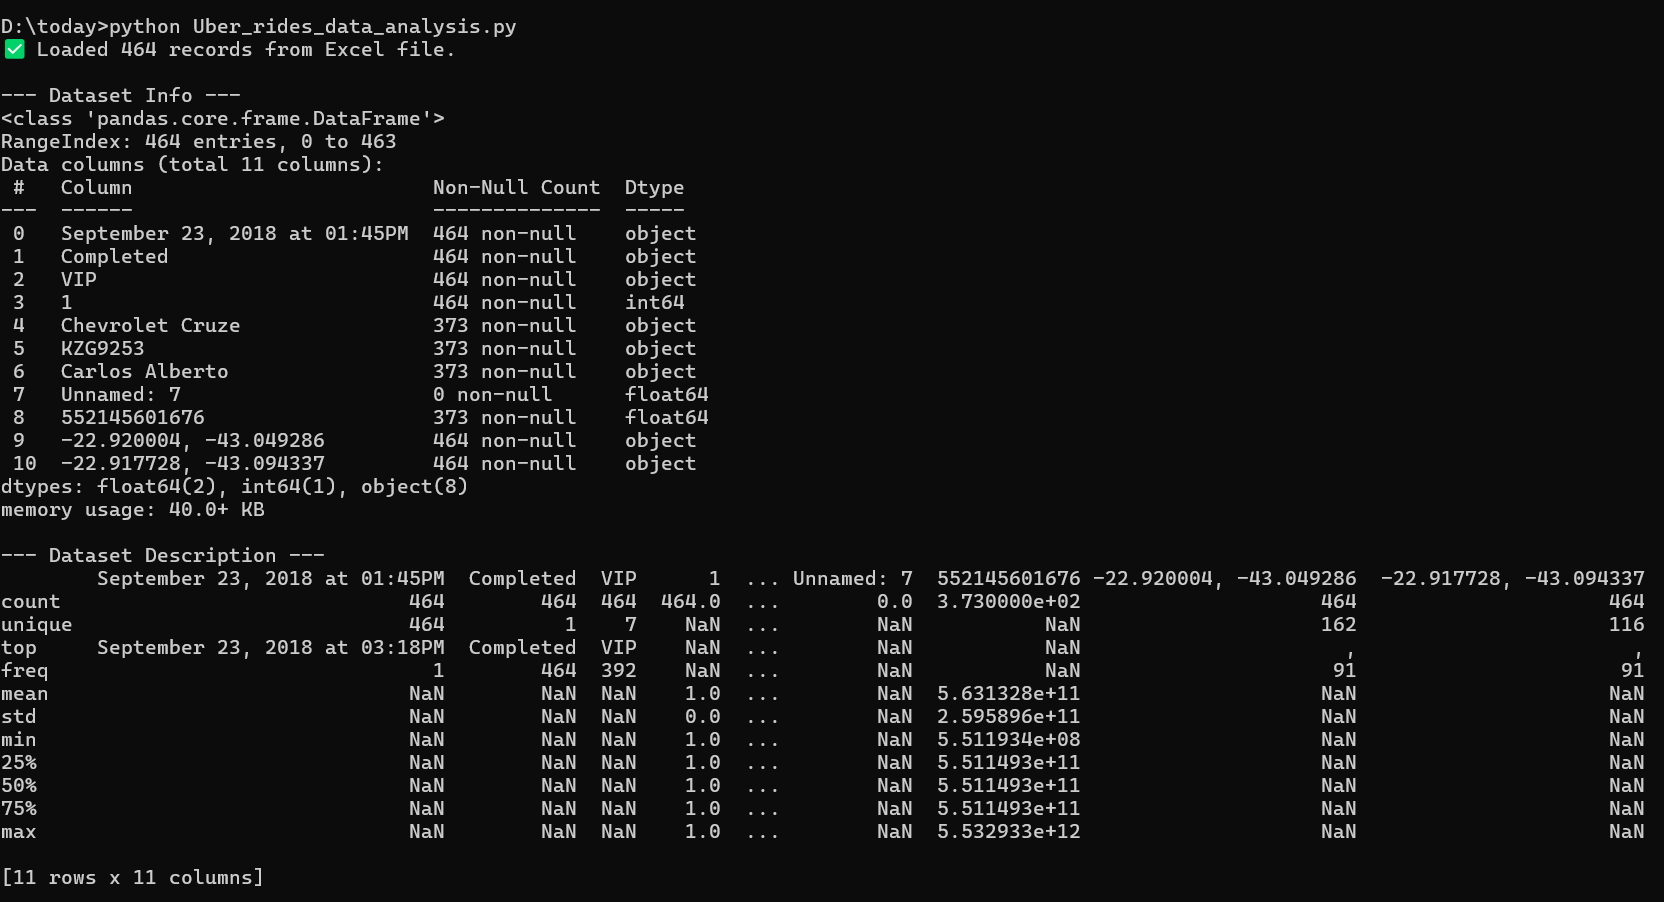 D:\today>python Uber_rides_data_analysis.py
✅ Loaded 464 records from Excel file.
--- Dataset Info ---
<class 'pandas.core.frame.DataFrame'>
RangeIndex: 464 entries, 0 to 463
Data columns (total 11 columns):
 #   Column                         Non-Null Count  Dtype
---  ------                         --------------  -----
 0   September 23, 2018 at 01:45PM  464 non-null    object
 1   Completed                      464 non-null    object
 2   VIP                            464 non-null    object
 3   1                              464 non-null    int64
 4   Chevrolet Cruze                373 non-null    object
 5   KZG9253                        373 non-null    object
 6   Carlos Alberto                 373 non-null    object
 7   Unnamed: 7                     0 non-null      float64
 8   552145601676                   373 non-null    float64
 9   -22.920004, -43.049286         464 non-null    object
 10  -22.917728, -43.094337         464 non-null    object
dtypes: float64(2), int64(1), object(8)
memory usage: 40.0+ KB
--- Dataset Description ---
        September 23, 2018 at 01:45PM  Completed  VIP      1  ... Unnamed: 7  552145601676 -22.920004, -43.049286  -22.917728, -43.094337
count                             464        464  464  464.0  ...        0.0  3.730000e+02                    464                     464
unique                            464          1    7    NaN  ...        NaN           NaN                    162                     116
top     September 23, 2018 at 03:18PM  Completed  VIP    NaN  ...        NaN           NaN                      ,                       ,
freq                                1        464  392    NaN  ...        NaN           NaN                     91                      91
mean                              NaN        NaN  NaN    1.0  ...        NaN  5.631328e+11                    NaN                     NaN
std                               NaN        NaN  NaN    0.0  ...        NaN  2.595896e+11                    NaN                     NaN
min                               NaN        NaN  NaN    1.0  ...        NaN  5.511934e+08                    NaN                     NaN
25%                               NaN        NaN  NaN    1.0  ...        NaN  5.511493e+11                    NaN                     NaN
50%                               NaN        NaN  NaN    1.0  ...        NaN  5.511493e+11                    NaN                     NaN
75%                               NaN        NaN  NaN    1.0  ...        NaN  5.511493e+11                    NaN                     NaN
max                               NaN        NaN  NaN    1.0  ...        NaN  5.532933e+12                    NaN                     NaN
[11 rows x 11 columns]